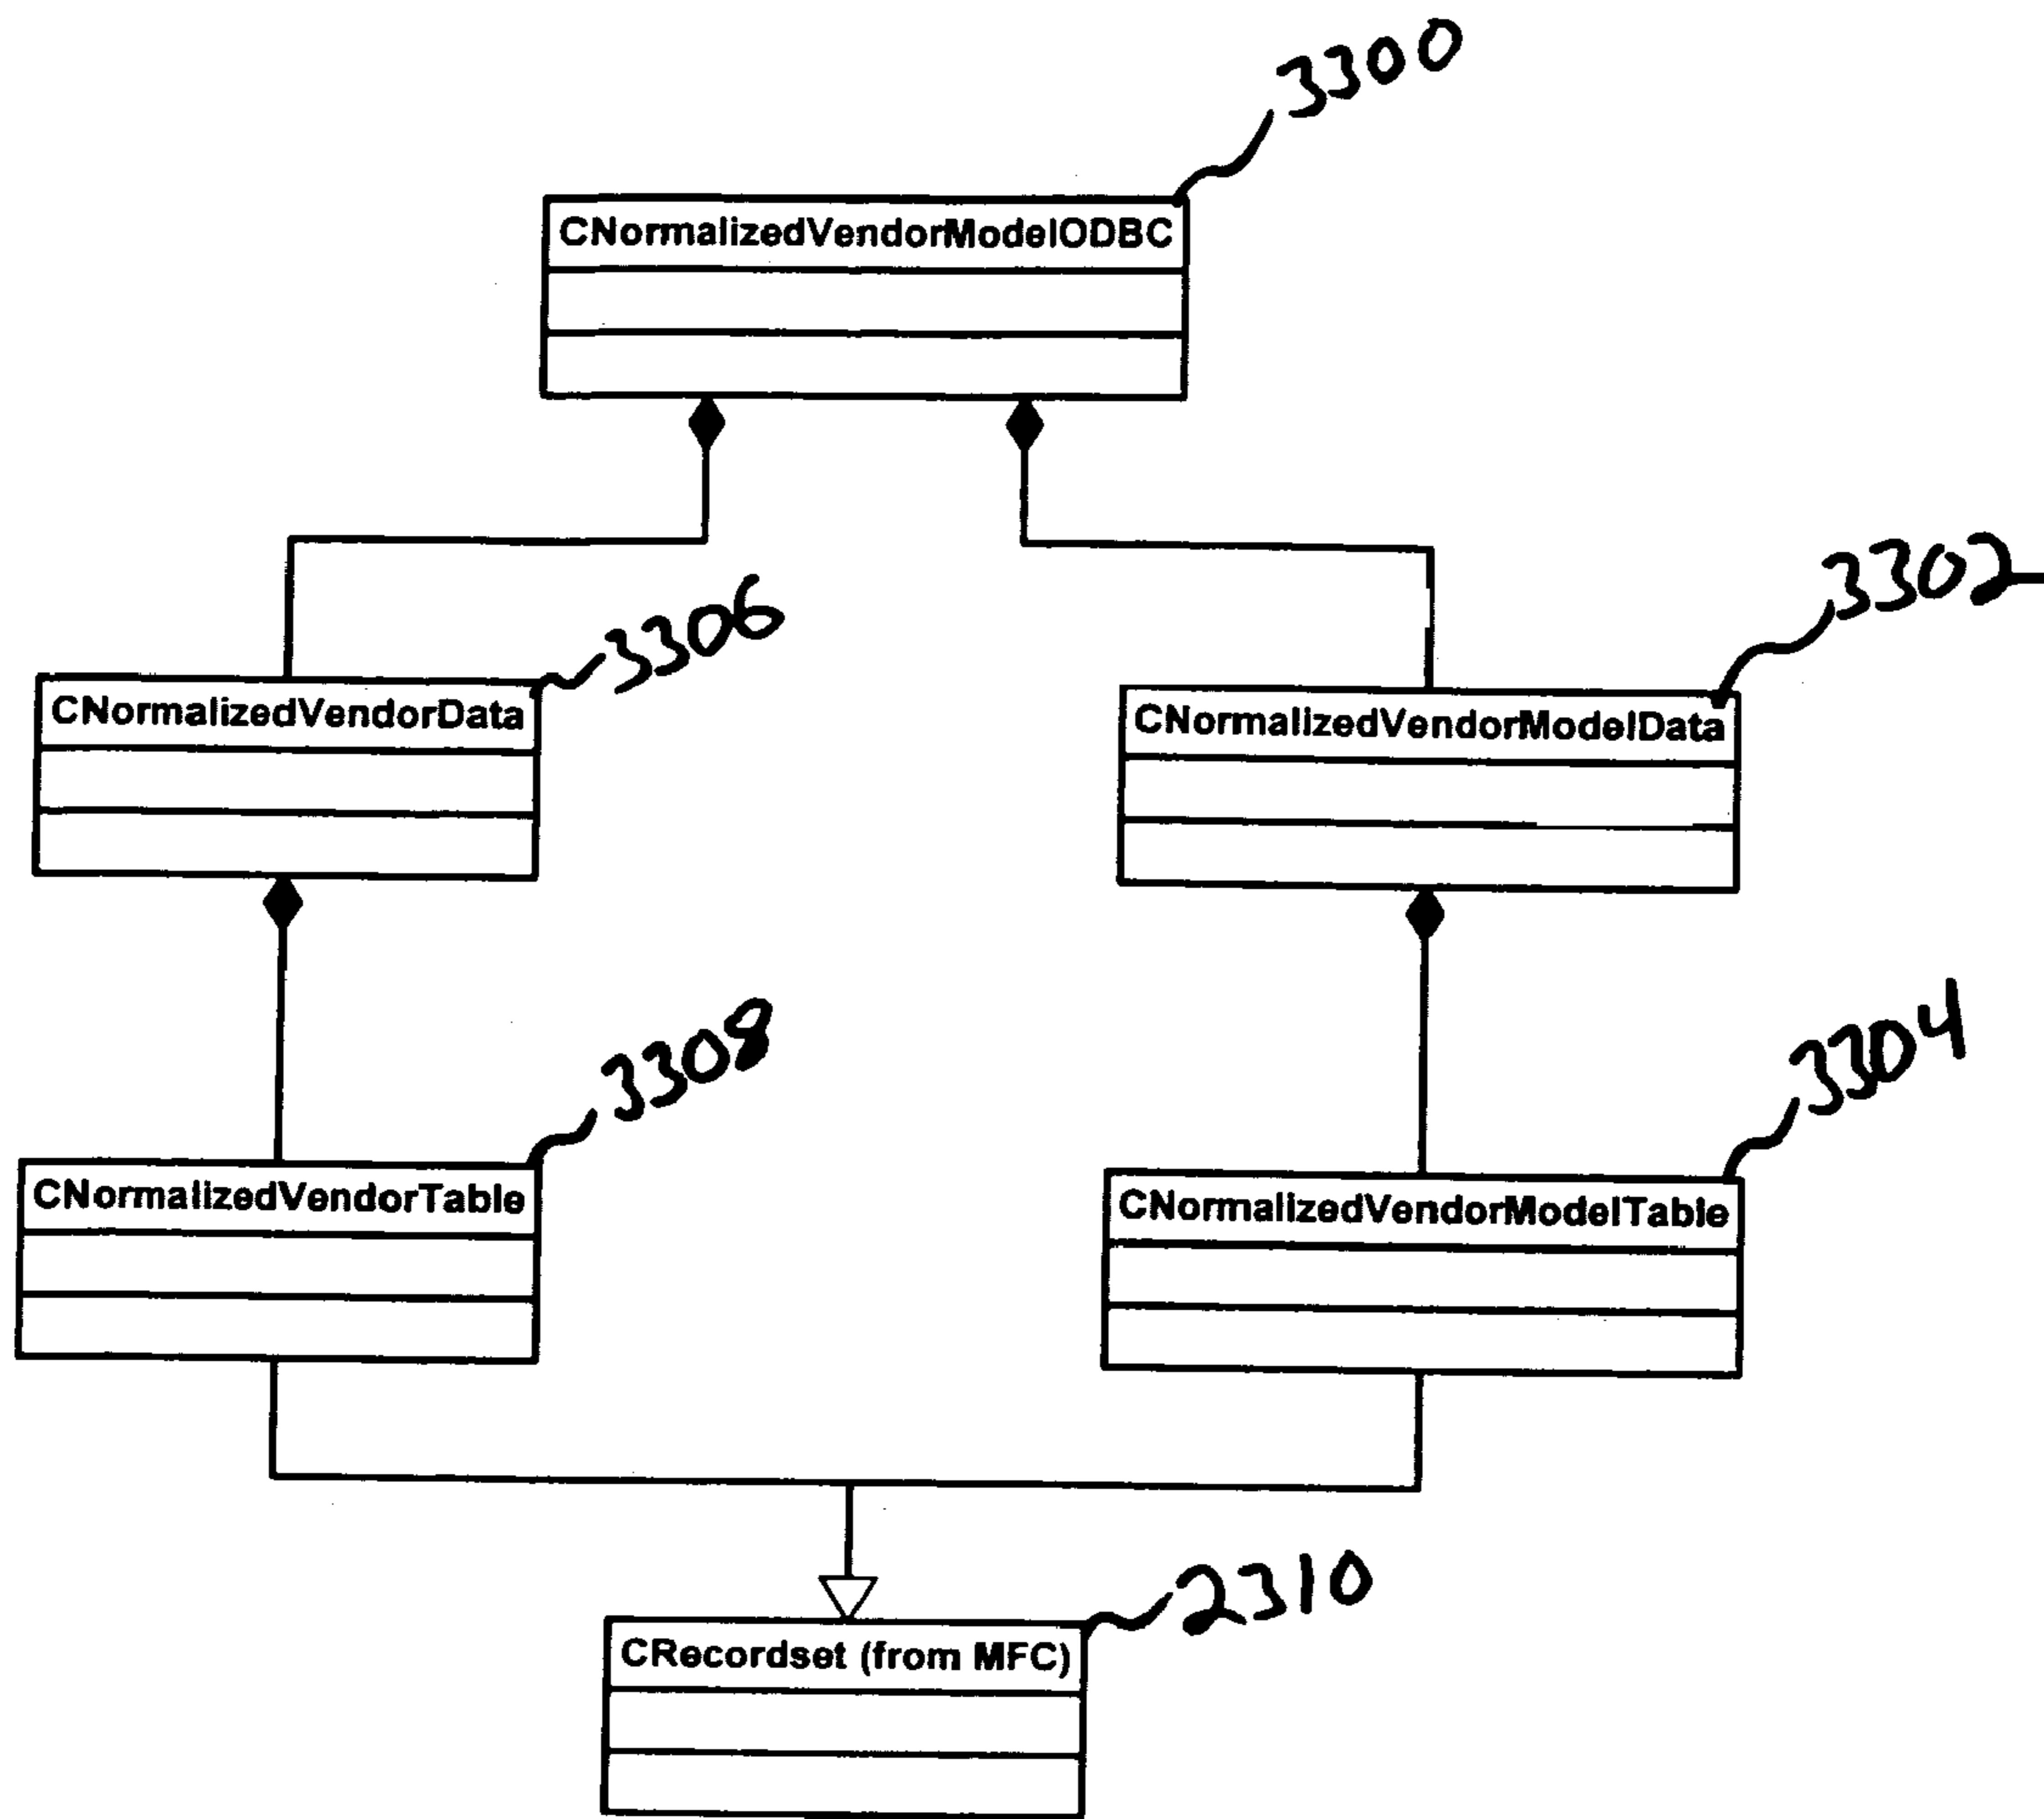 3300
CNormalizedVendorModelODBC
3306
3302
CNormalizedVendorData
CNormalizedVendorModelData
3308
3304
CNormalizedVendorTable
CNormalizedVendorModelTable
2310
CRecordset (from MFC)